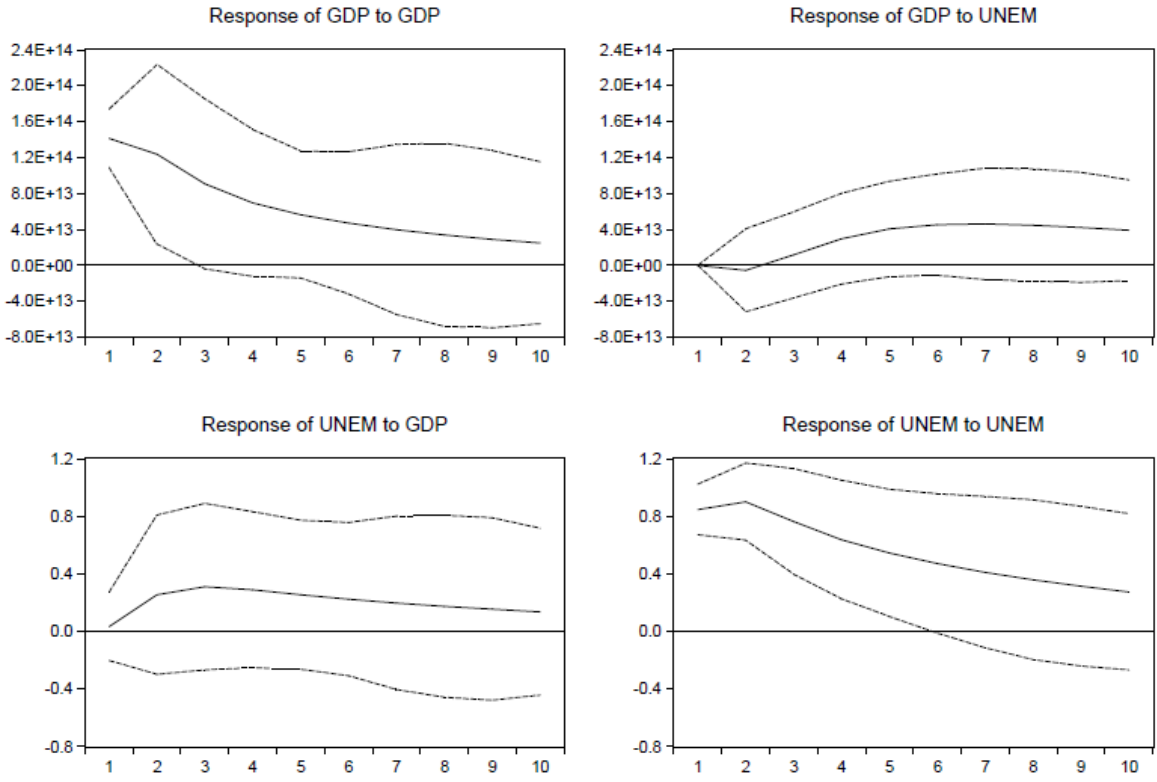 Response of GDP to GDP
2.4E+14
2.0E+14
1.6E+14
1.2E+14
8.0E+13
4.0E+13
0.0E+00
-4.0E+13
-8.0E+13
1 2 3 4 5 6 7 8 9 10
Response of GDP to UNEM
2.4E+14
2.0E+14
1.6E+14
1.2E+14
8.0E+13
4.0E+13
0.0E+00
-4.0E+13
-8.0E+13
1 2 3 4 5 6 7 8 9 10
Response of UNEM to GDP
1.2
0.8
0.4
0.0
-0.4
-0.8
1 2 3 4 5 6 7 8 9 10
Response of UNEM to UNEM
1.2
0.8
0.4
0.0
-0.4
-0.8
1 2 3 4 5 6 7 8 9 10